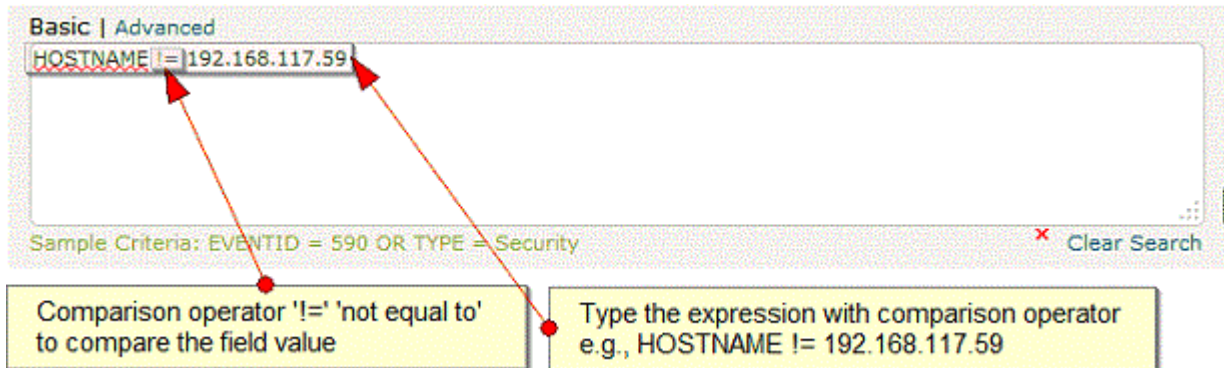 Basic | Advanced
HOSTNAME != 192.168.117.59
Sample Criteria: EVENTID = 590 OR TYPE = Security
Clear Search
Comparison operator '!=' 'not equal to'
to compare the field value
Type the expression with comparison operator
e.g., HOSTNAME != 192.168.117.59